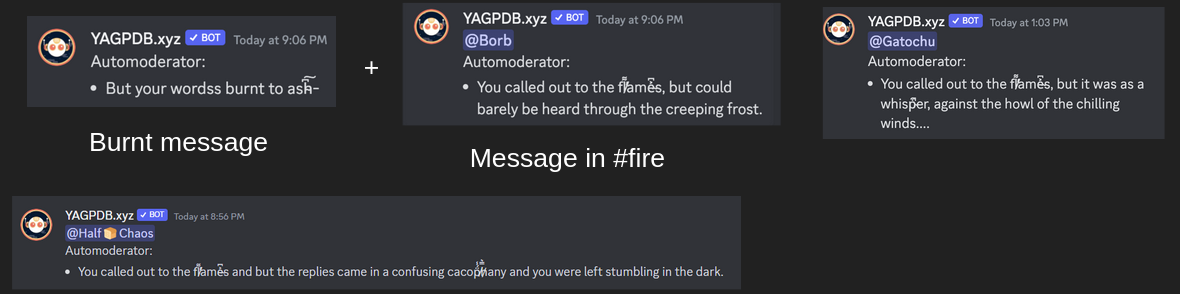 YAGPDB.xyz ✓ BOT Today at 9:06 PM
Automoderator:
• But your wordss burnt to ash-
Burnt message
+
YAGPDB.xyz ✓ BOT Today at 9:06 PM
@Borb
Automoderator:
• You called out to the flames, but could
barely be heard through the creeping frost.
Message in #fire
YAGPDB.xyz ✓ BOT Today at 1:03 PM
@Gatochu
Automoderator:
• You called out to the flames, but it was as a
whisper, against the howl of the chilling
winds....
YAGPDB.xyz ✓ BOT Today at 8:56 PM
@Half🍞Chaos
Automoderator:
• You called out to the flames and but the replies came in a confusing cacophany and you were left stumbling in the dark.